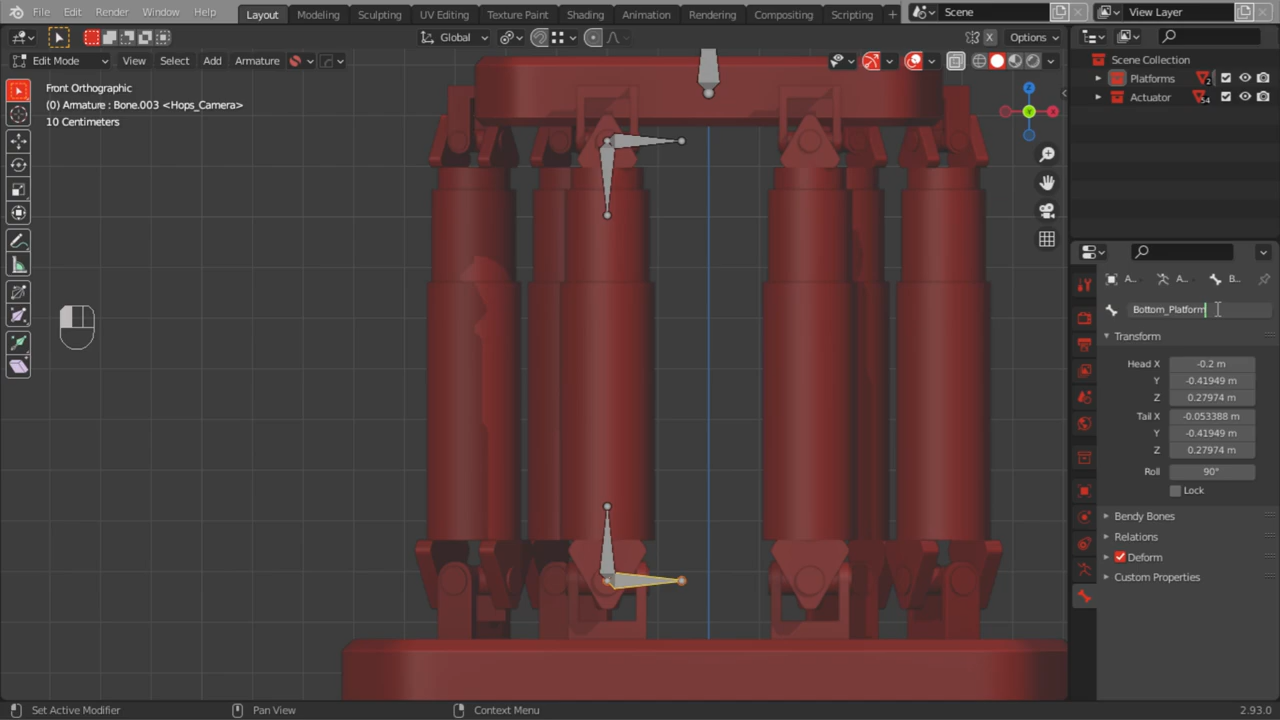 File Edit Render Window Help Layout Modeling Sculpting UV Editing Texture Paint Shading Animation Rendering Compositing Scripting + Scene View Layer
Global X Options
Edit Mode View Select Add Armature
Front Orthographic
(0) Armature : Bone.003 <Hops_Camera>
10 Centimeters
Z
X
Y
Scene Collection
Platforms 2
Actuator 54
A.. A.. B..
Bottom_Platform
Transform
Head X -0.2 m
Y -0.41949 m
Z 0.27974 m
Tail X -0.053388 m
Y -0.41949 m
Z 0.27974 m
Roll 90°
Lock
Bendy Bones
Relations
Deform
Custom Properties
Set Active Modifier Pan View Context Menu 2.93.0